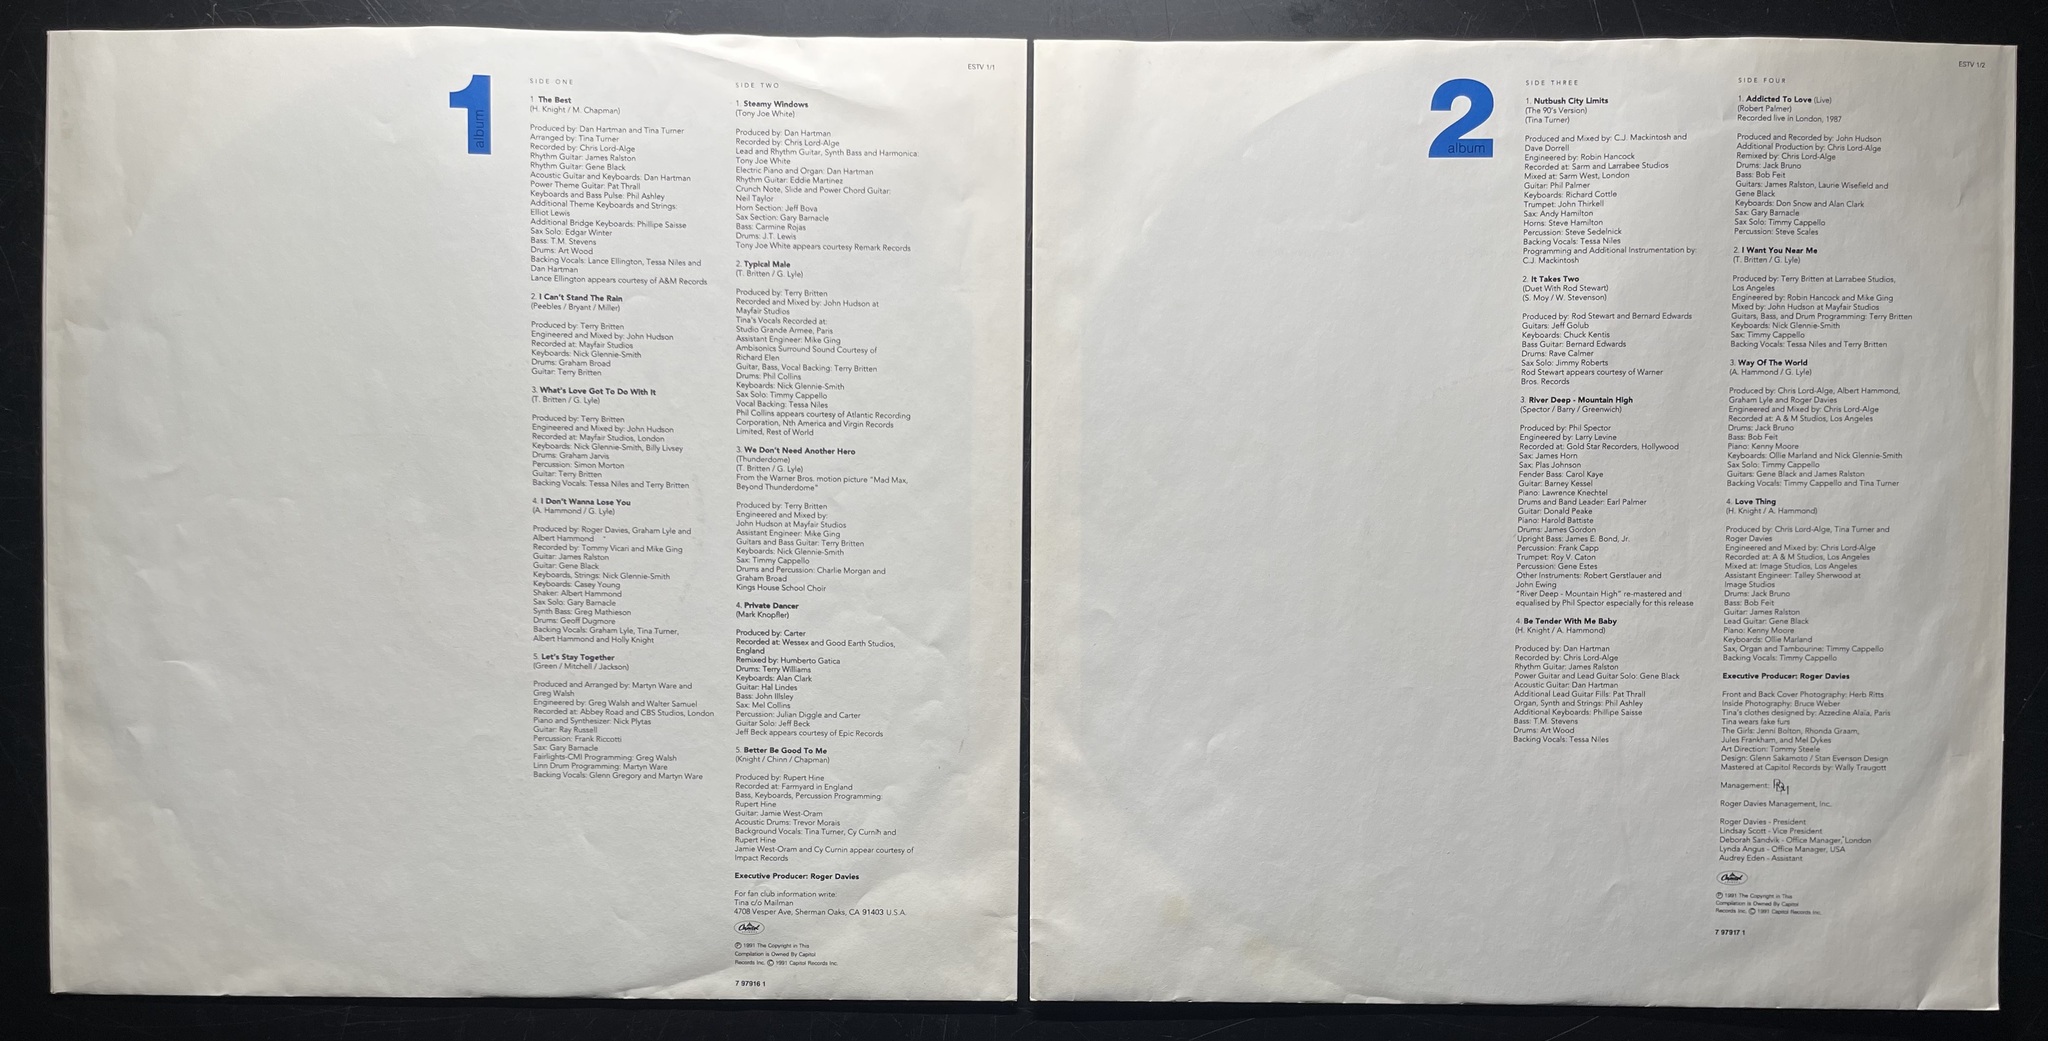 1
album
SIDE ONE
1. The Best
(H. Knight / M. Chapman)
Produced by: Dan Hartman and Tina Turner
Arranged by: Tina Turner
Recorded by: Chris Lord-Alge
Rhythm Guitar: James Ralston
Rhythm Guitar: Gene Black
Acoustic Guitar and Keyboards: Dan Hartman
Power Theme Guitar: Pat Thrall
Keyboards and Bass Pulse: Phil Ashley
Additional Theme Keyboards and Strings:
Elliot Lewis
Additional Bridge Keyboards: Phillipe Saisse
Sax Solo: Edgar Winter
Bass: T.M. Stevens
Drums: Art Wood
Backing Vocals: Lance Ellington, Tessa Niles and
Dan Hartman
Lance Ellington appears courtesy of A&M Records
2. I Can't Stand The Rain
(Peebles / Bryant / Miller)
Produced by: Terry Britten
Engineered and Mixed by: John Hudson
Recorded at: Mayfair Studios
Keyboards: Nick Glennie-Smith
Drums: Graham Broad
Guitar: Terry Britten
3. What's Love Got To Do With It
(T. Britten / G. Lyle)
Produced by: Terry Britten
Engineered and Mixed by: John Hudson
Recorded at: Mayfair Studios, London
Keyboards: Nick Glennie-Smith, Billy Livsey
Drums: Graham Jarvis
Percussion: Simon Morton
Guitar: Terry Britten
Backing Vocals: Tessa Niles and Terry Britten
4. I Don't Wanna Lose You
(A. Hammond / G. Lyle)
Produced by: Roger Davies, Graham Lyle and
Albert Hammond
Recorded by: Tommy Vicari and Mike Ging
Guitar: James Ralston
Guitar: Gene Black
Keyboards, Strings: Nick Glennie-Smith
Keyboards: Casey Young
Shaker: Albert Hammond
Sax Solo: Gary Barnacle
Synth Bass: Greg Mathieson
Drums: Geoff Dugmore
Backing Vocals: Graham Lyle, Tina Turner,
Albert Hammond and Holly Knight
5. Let's Stay Together
(Green / Mitchell / Jackson)
Produced and Arranged by: Martyn Ware and
Greg Walsh
Engineered by: Greg Walsh and Walter Samuel
Recorded at: Abbey Road and CBS Studios, London
Piano and Synthesizer: Nick Plytas
Guitar: Ray Russell
Percussion: Frank Riccotti
Sax: Gary Barnacle
Fairlights-CMI Programming: Greg Walsh
Linn Drum Programming: Martyn Ware
Backing Vocals: Glenn Gregory and Martyn Ware
ESTV 1/1
SIDE TWO
1. Steamy Windows
(Tony Joe White)
Produced by: Dan Hartman
Recorded by: Chris Lord-Alge
Lead and Rhythm Guitar, Synth Bass and Harmonica:
Tony Joe White
Electric Piano and Organ: Dan Hartman
Rhythm Guitar: Eddie Martinez
Crunch Note, Slide and Power Chord Guitar:
Neil Taylor
Horn Section: Jeff Bova
Sax Section: Gary Barnacle
Bass: Carmine Rojas
Drums: J.T. Lewis
Tony Joe White appears courtesy Remark Records
2. Typical Male
(T. Britten / G. Lyle)
Produced by: Terry Britten
Recorded and Mixed by: John Hudson at
Mayfair Studios
Tina's Vocals Recorded at:
Studio Grande Armee, Paris
Assistant Engineer: Mike Ging
Ambisonics Surround Sound Courtesy of
Richard Elen
Guitar, Bass, Vocal Backing: Terry Britten
Drums: Phil Collins
Keyboards: Nick Glennie-Smith
Sax Solo: Timmy Cappello
Vocal Backing: Tessa Niles
Phil Collins appears courtesy of Atlantic Recording
Corporation, Nth America and Virgin Records
Limited, Rest of World
3. We Don't Need Another Hero
(Thunderdome)
(T. Britten / G. Lyle)
From the Warner Bros. motion picture "Mad Max,
Beyond Thunderdome"
Produced by: Terry Britten
Engineered and Mixed by:
John Hudson at Mayfair Studios
Assistant Engineer: Mike Ging
Guitars and Bass Guitar: Terry Britten
Keyboards: Nick Glennie-Smith
Sax: Timmy Cappello
Drums and Percussion: Charlie Morgan and
Graham Broad
Kings House School Choir
4. Private Dancer
(Mark Knopfler)
Produced by: Carter
Recorded at: Wessex and Good Earth Studios,
England
Remixed by: Humberto Gatica
Drums: Terry Williams
Keyboards: Alan Clark
Guitar: Hal Lindes
Bass: John Illsley
Sax: Mel Collins
Percussion: Julian Diggle and Carter
Guitar Solo: Jeff Beck
Jeff Beck appears courtesy of Epic Records
5. Better Be Good To Me
(Knight / Chinn / Chapman)
Produced by: Rupert Hine
Recorded at: Farmyard in England
Bass, Keyboards, Percussion Programming:
Rupert Hine
Guitar: Jamie West-Oram
Acoustic Drums: Trevor Morais
Background Vocals: Tina Turner, Cy Curnin and
Rupert Hine
Jamie West-Oram and Cy Curnin appear courtesy of
Impact Records
Executive Producer: Roger Davies
For fan club information write:
Tina c/o Mailman
4708 Vesper Ave, Sherman Oaks, CA 91403 U.S.A.
Capitol
℗ 1991 The Copyright in This
Compilation is Owned By Capitol
Records Inc. © 1991 Capitol Records Inc.
7 97916 1
2
album
SIDE THREE
1. Nutbush City Limits
(The 90's Version)
(Tina Turner)
Produced and Mixed by: C.J. Mackintosh and
Dave Dorrell
Engineered by: Robin Hancock
Recorded at: Sarm and Larrabee Studios
Mixed at: Sarm West, London
Guitar: Phil Palmer
Keyboards: Richard Cottle
Trumpet: John Thirkell
Sax: Andy Hamilton
Horns: Steve Hamilton
Percussion: Steve Sedelnick
Backing Vocals: Tessa Niles
Programming and Additional Instrumentation by:
C.J. Mackintosh
2. It Takes Two
(Duet With Rod Stewart)
(S. Moy / W. Stevenson)
Produced by: Rod Stewart and Bernard Edwards
Guitars: Jeff Golub
Keyboards: Chuck Kentis
Bass Guitar: Bernard Edwards
Drums: Rave Calmer
Sax Solo: Jimmy Roberts
Rod Stewart appears courtesy of Warner
Bros. Records
3. River Deep - Mountain High
(Spector / Barry / Greenwich)
Produced by: Phil Spector
Engineered by: Larry Levine
Recorded at: Gold Star Recorders, Hollywood
Sax: James Horn
Sax: Plas Johnson
Fender Bass: Carol Kaye
Guitar: Barney Kessel
Piano: Lawrence Knechtel
Drums and Band Leader: Earl Palmer
Guitar: Donald Peake
Piano: Harold Battiste
Drums: James Gordon
Upright Bass: James E. Bond, Jr.
Percussion: Frank Capp
Trumpet: Roy V. Caton
Percussion: Gene Estes
Other Instruments: Robert Gerstlauer and
John Ewing
"River Deep - Mountain High" re-mastered and
equalised by Phil Spector especially for this release
4. Be Tender With Me Baby
(H. Knight / A. Hammond)
Produced by: Dan Hartman
Recorded by: Chris Lord-Alge
Rhythm Guitar: James Ralston
Power Guitar and Lead Guitar Solo: Gene Black
Acoustic Guitar: Dan Hartman
Additional Lead Guitar Fills: Pat Thrall
Organ, Synth and Strings: Phil Ashley
Additional Keyboards: Phillipe Saisse
Bass: T.M. Stevens
Drums: Art Wood
Backing Vocals: Tessa Niles
ESTV 1/2
SIDE FOUR
1. Addicted To Love (Live)
(Robert Palmer)
Recorded live in London, 1987
Produced and Recorded by: John Hudson
Additional Production by: Chris Lord-Alge
Remixed by: Chris Lord-Alge
Drums: Jack Bruno
Bass: Bob Feit
Guitars: James Ralston, Laurie Wisefield and
Gene Black
Keyboards: Don Snow and Alan Clark
Sax: Gary Barnacle
Sax Solo: Timmy Cappello
Percussion: Steve Scales
2. I Want You Near Me
(T. Britten / G. Lyle)
Produced by: Terry Britten at Larrabee Studios,
Los Angeles
Engineered by: Robin Hancock and Mike Ging
Mixed by: John Hudson at Mayfair Studios
Guitars, Bass, and Drum Programming: Terry Britten
Keyboards: Nick Glennie-Smith
Sax: Timmy Cappello
Backing Vocals: Tessa Niles and Terry Britten
3. Way Of The World
(A. Hammond / G. Lyle)
Produced by: Chris Lord-Alge, Albert Hammond,
Graham Lyle and Roger Davies
Engineered and Mixed by: Chris Lord-Alge
Recorded at: A & M Studios, Los Angeles
Drums: Jack Bruno
Bass: Bob Feit
Piano: Kenny Moore
Keyboards: Ollie Marland and Nick Glennie-Smith
Sax Solo: Timmy Cappello
Guitars: Gene Black and James Ralston
Backing Vocals: Timmy Cappello and Tina Turner
4. Love Thing
(H. Knight / A. Hammond)
Produced by: Chris Lord-Alge, Tina Turner and
Roger Davies
Engineered and Mixed by: Chris Lord-Alge
Recorded at: A & M Studios, Los Angeles
Mixed at: Image Studios, Los Angeles
Assistant Engineer: Talley Sherwood at
Image Studios
Drums: Jack Bruno
Bass: Bob Feit
Guitar: James Ralston
Lead Guitar: Gene Black
Piano: Kenny Moore
Keyboards: Ollie Marland
Sax, Organ and Tambourine: Timmy Cappello
Backing Vocals: Timmy Cappello
Executive Producer: Roger Davies
Front and Back Cover Photography: Herb Ritts
Inside Photography: Bruce Weber
Tina's clothes designed by: Azzedine Alaïa, Paris
Tina wears fake furs
The Girls: Jenni Bolton, Rhonda Graam,
Jules Frankham, and Mel Dykes
Art Direction: Tommy Steele
Design: Glenn Sakamoto / Stan Evenson Design
Mastered at Capitol Records by: Wally Traugott
Management:
Roger Davies Management, Inc.
Roger Davies - President
Lindsay Scott - Vice President
Deborah Sandvik - Office Manager, London
Lynda Angus - Office Manager, USA
Audrey Eden - Assistant
Capitol
℗ 1991 The Copyright in This
Compilation is Owned By Capitol
Records Inc. © 1991 Capitol Records Inc.
7 97917 1